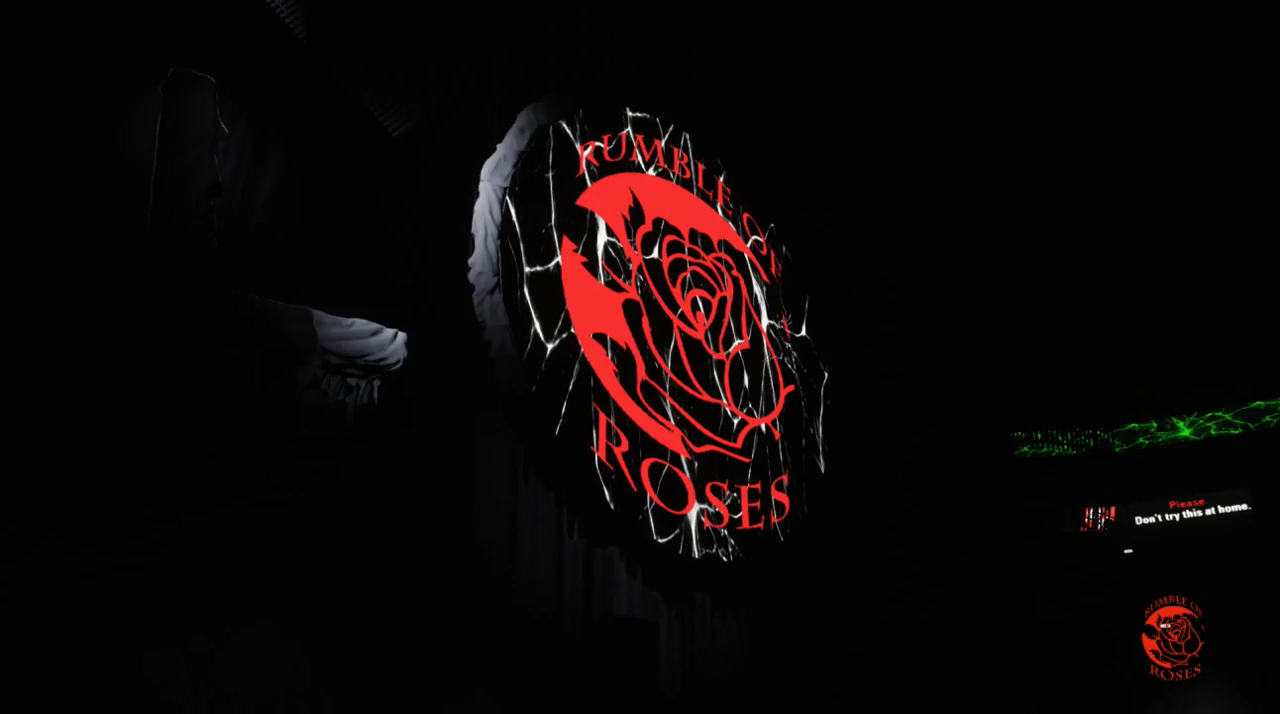 RUMBLE OF
ROSES
Please
Don't try this at home.
RUMBLE OF
ROSES